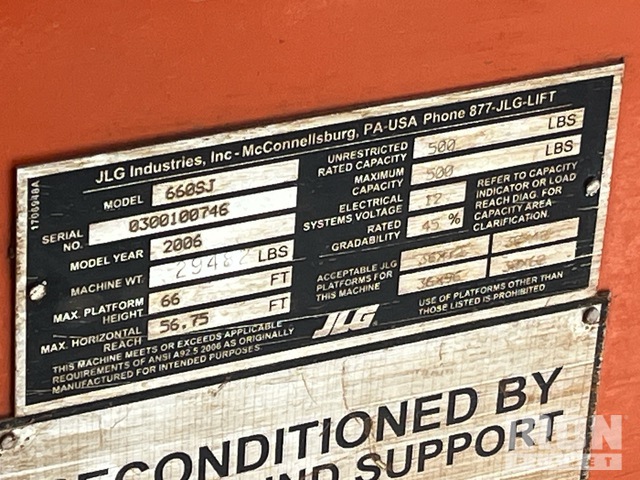 JLG Industries, Inc - McConnellsburg, PA-USA Phone 877-JLG-LIFT
1706948A
MODEL 660SJ
SERIAL NO. 0300100746
MODEL YEAR 2006
MACHINE WT. LBS
MAX. PLATFORM HEIGHT 66 FT
MAX. HORIZONTAL REACH 56.75 FT
THIS MACHINE MEETS OR EXCEEDS APPLICABLE
REQUIREMENTS OF ANSI A92.5 2006 AS ORIGINALLY
MANUFACTURED FOR INTENDED PURPOSES.
UNRESTRICTED RATED CAPACITY 500 LBS
MAXIMUM CAPACITY 500 LBS
ELECTRICAL SYSTEMS VOLTAGE 12
RATED GRADABILITY 45 %
REFER TO CAPACITY
INDICATOR OR LOAD
REACH DIAG. FOR
CAPACITY AREA
CLARIFICATION.
ACCEPTABLE JLG
PLATFORMS FOR
THIS MACHINE
36X72
36X96
JLG
USE OF PLATFORMS OTHER THAN
THOSE LISTED IS PROHIBITED
ECONDITIONED BY
ND SUPPORT